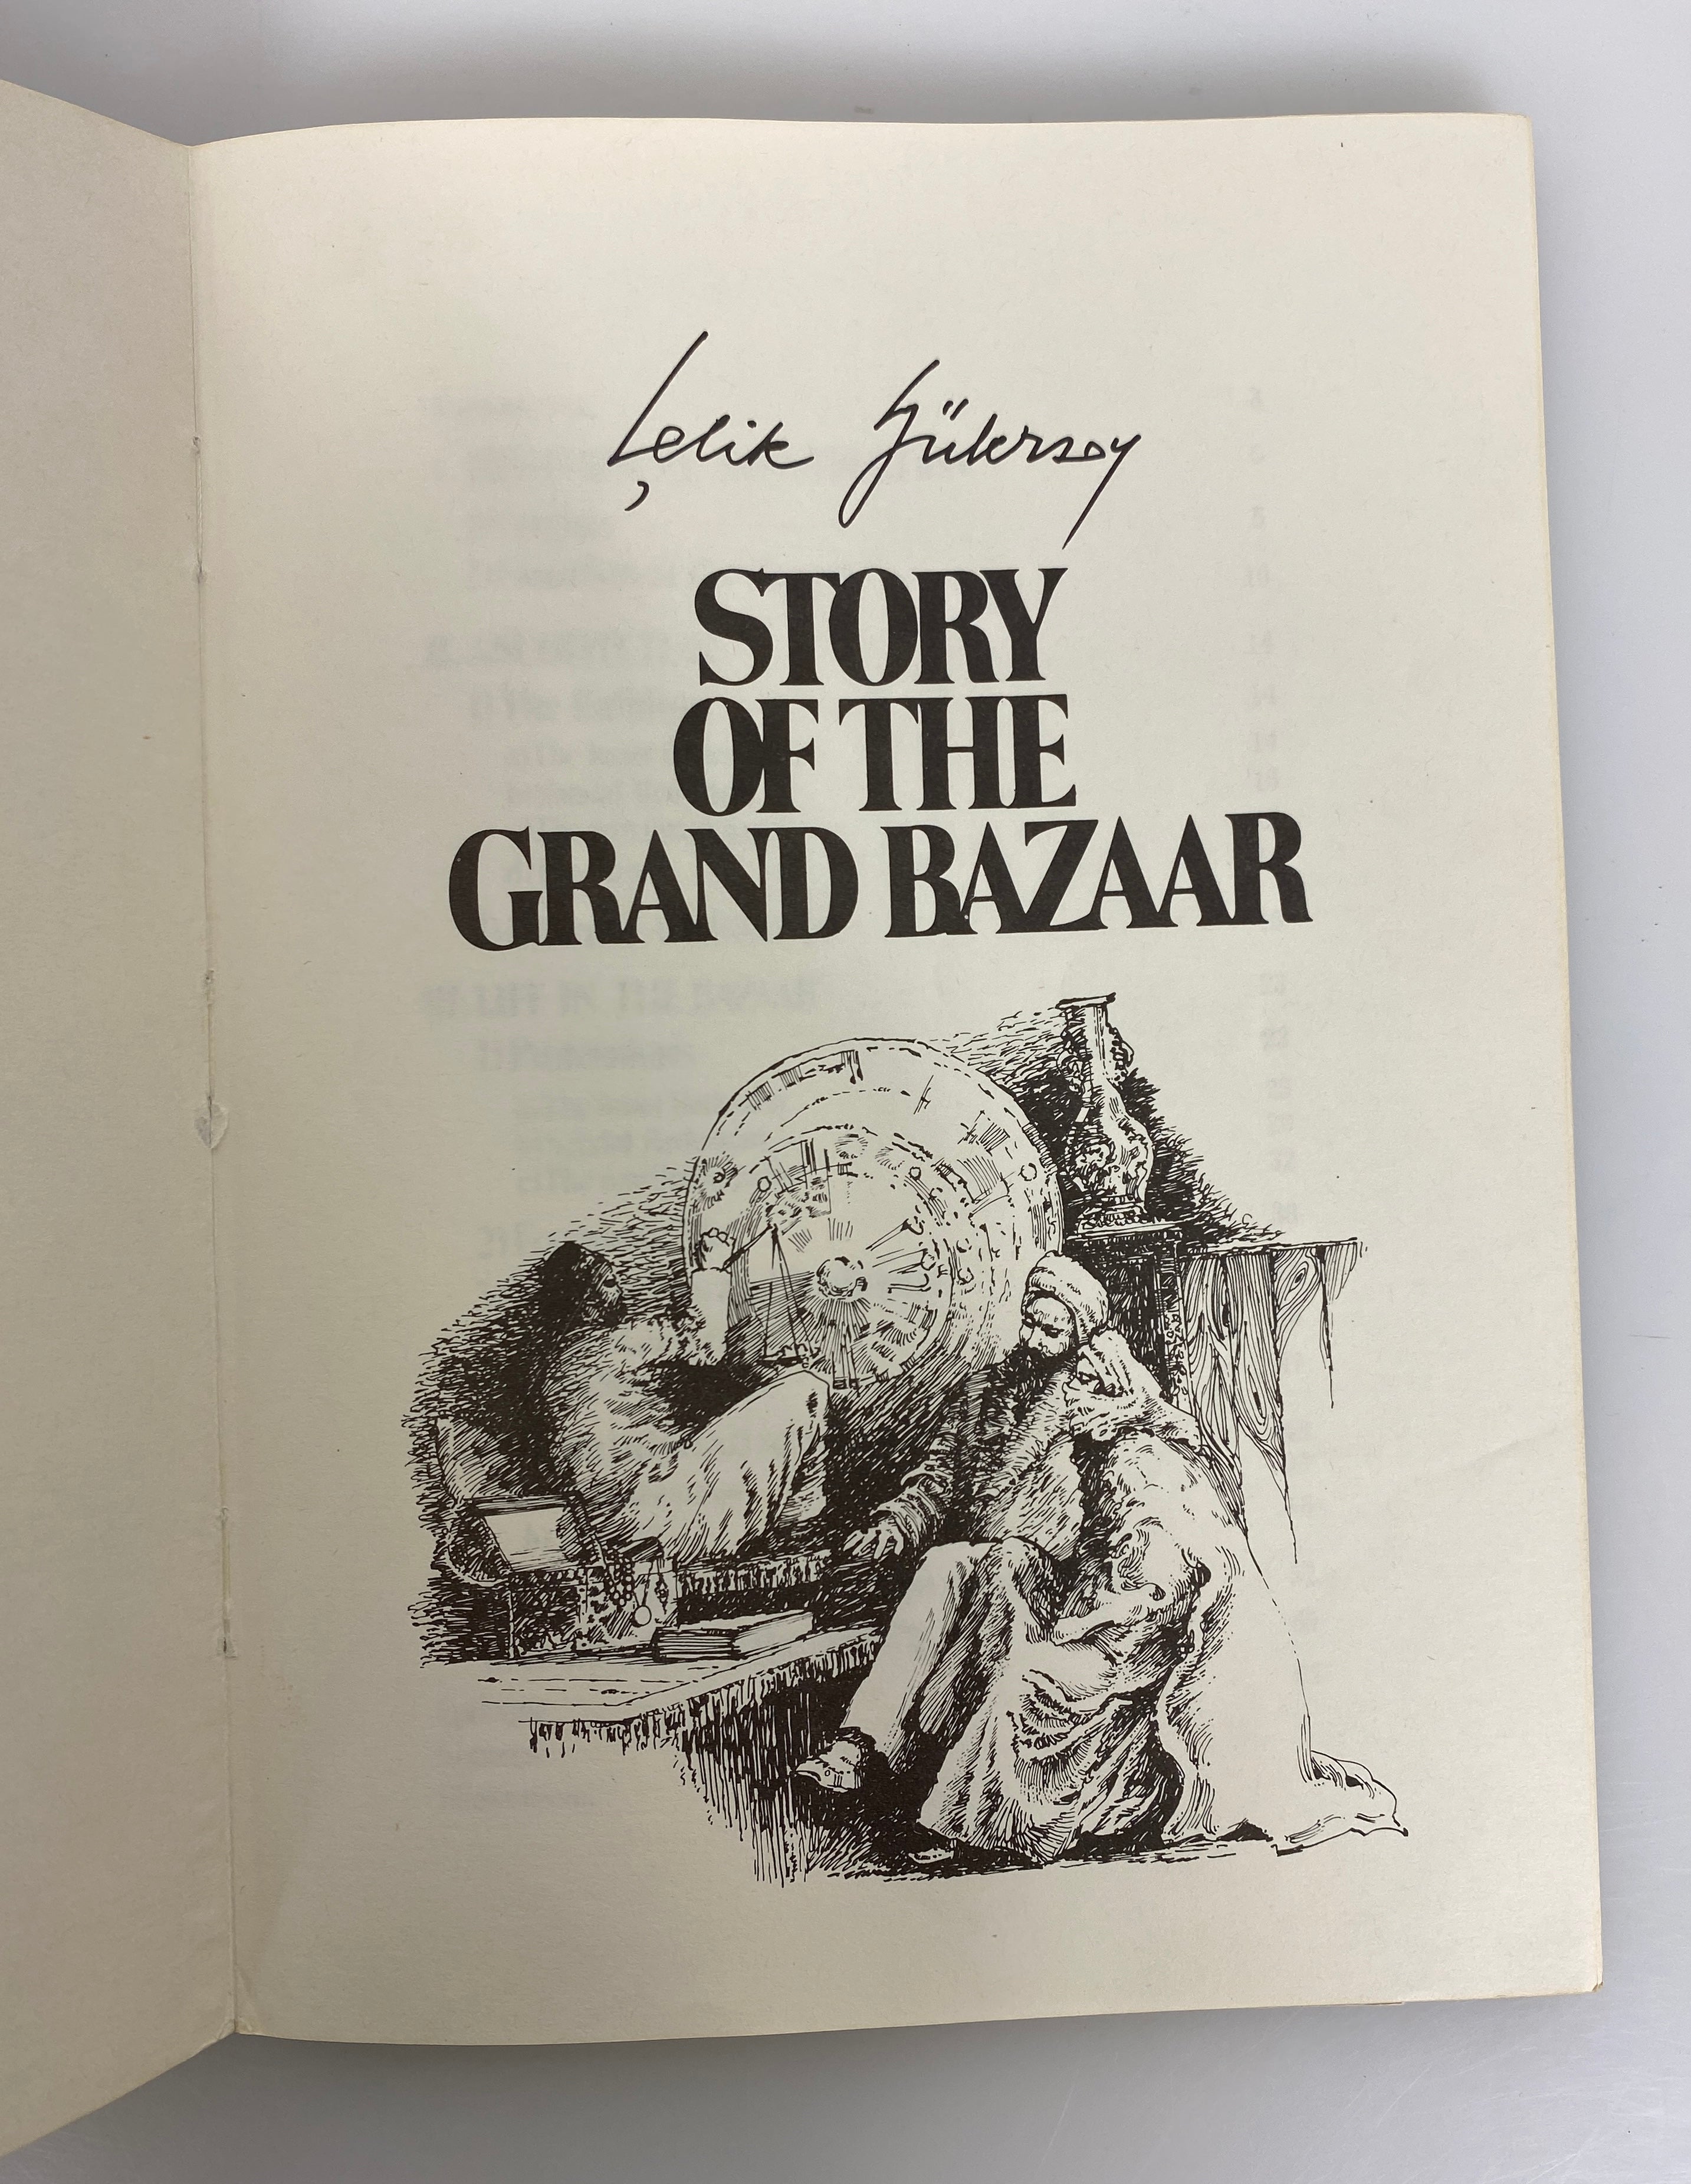 Çelik Gülersoy
STORY
OF THE
GRAND BAZAAR